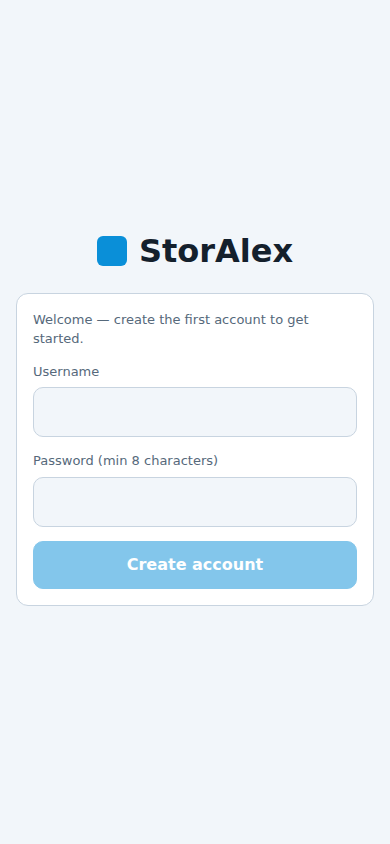 StorAlex
Welcome — create the first account to get
started.
Username
Password (min 8 characters)
Create account